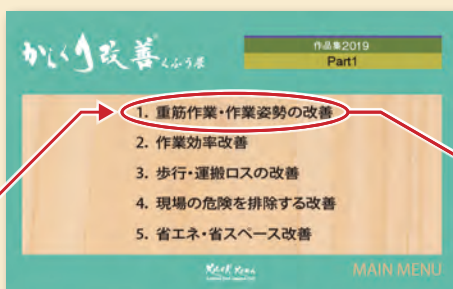 からくり改善くふう展
作品集2019
Part1
1. 重筋作業・作業姿勢の改善
2. 作業効率改善
3. 歩行・運搬ロスの改善
4. 現場の危険を排除する改善
5. 省エネ・省スペース改善
MAIN MENU